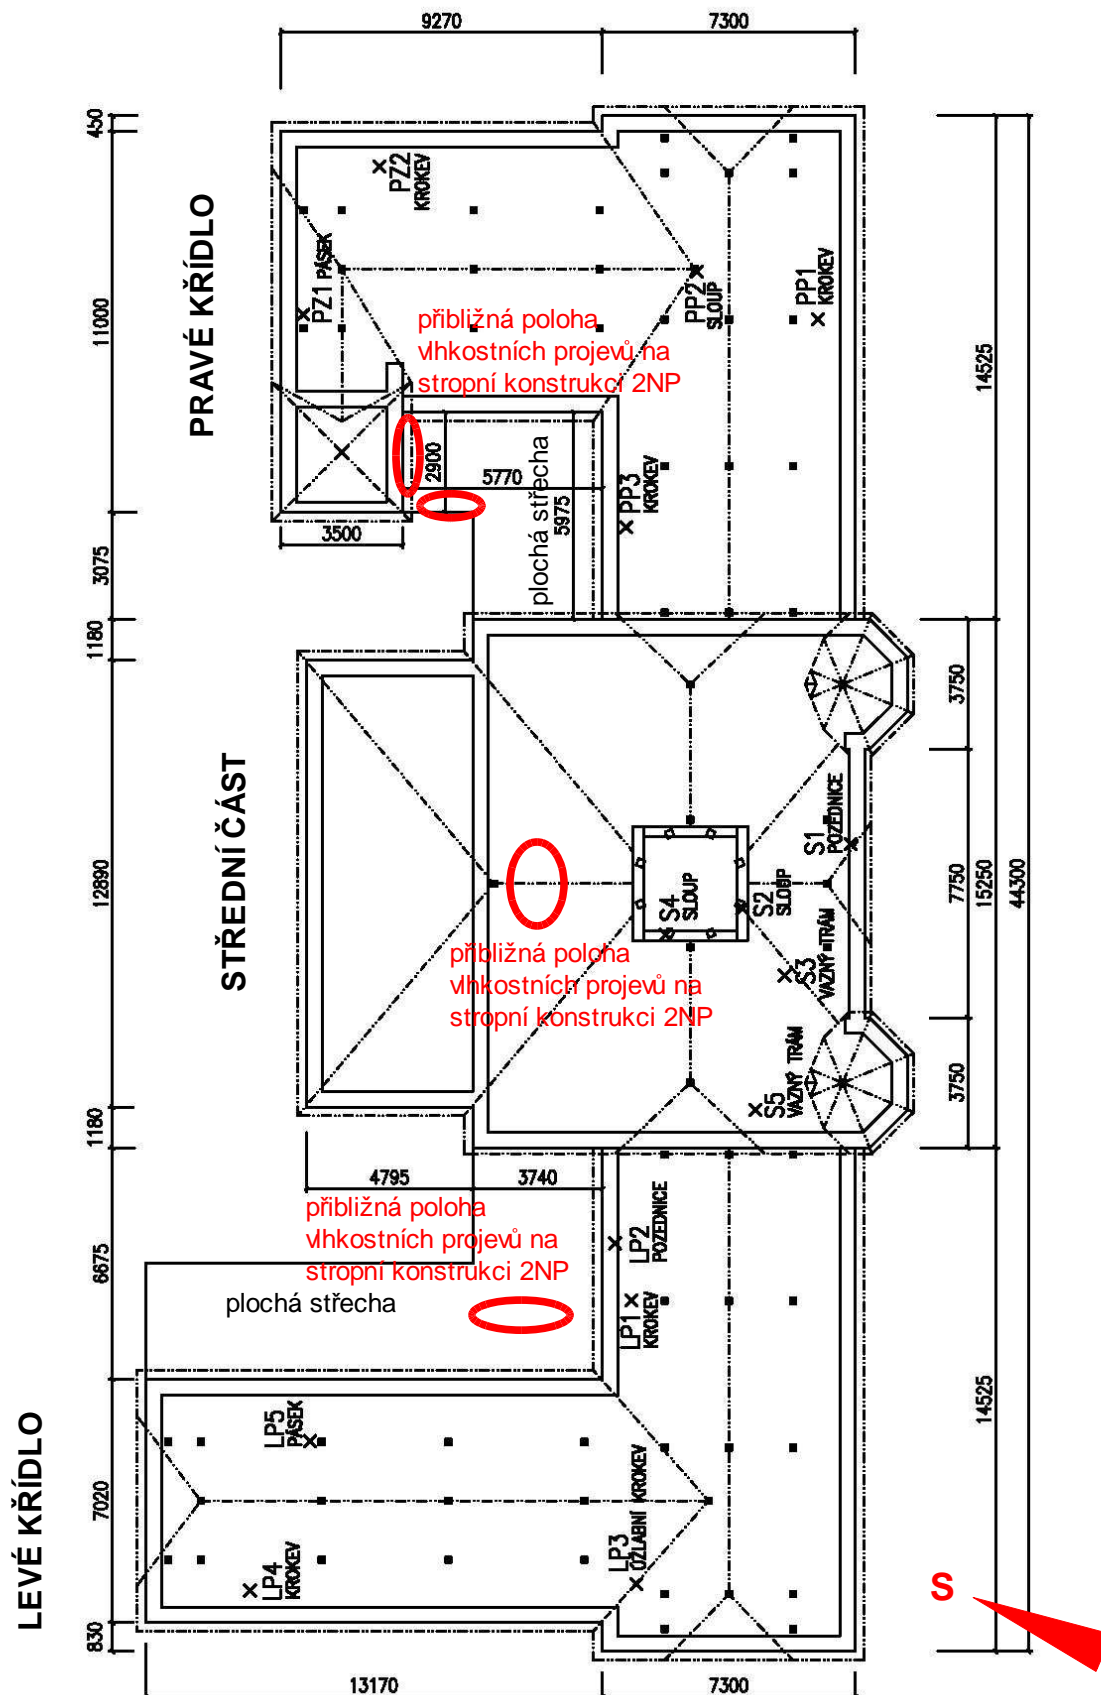 9270
7300
450
11000
3075
1180
12890
1180
6675
7020
830
PRAVÉ KŘÍDLO
STŘEDNÍ ČÁST
LEVÉ KŘÍDLO
PZ2
KROKEV
PZ1 PÁSEK
PP2
SLOUP
PP1
KROKEV
přibližná poloha
vlhkostních projevů na
stropní konstrukci 2NP
2900
5770
5975
plochá střecha
PP3
KROKEV
3500
14525
3750
7750
15250
44300
3750
14525
S1
POZEDNICE
S4
SLOUP
S2
SLOUP
S3
VAZNÝ TRÁM
přibližná poloha
vlhkostních projevů na
stropní konstrukci 2NP
S5
VAZNÝ TRÁM
4795
3740
přibližná poloha
vlhkostních projevů na
stropní konstrukci 2NP
plochá střecha
LP2
POZEDNICE
LP1
KROKEV
LP5
PÁSEK
LP4
KROKEV
LP3
ÚŽLABNÍ KROKEV
S
13170
7300